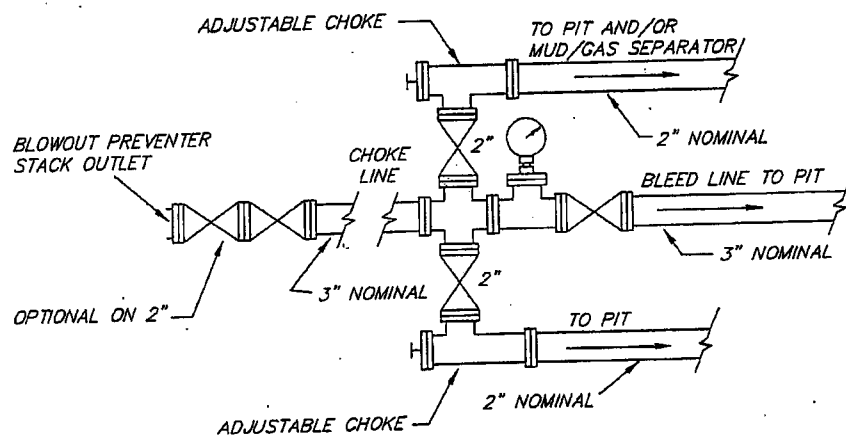 ADJUSTABLE CHOKE
TO PIT AND/OR
MUD/GAS SEPARATOR
2" NOMINAL
BLOWOUT PREVENTER
STACK OUTLET
CHOKE
LINE
2"
BLEED LINE TO PIT
3" NOMINAL
3" NOMINAL
OPTIONAL ON 2"
2"
TO PIT
2" NOMINAL
ADJUSTABLE CHOKE